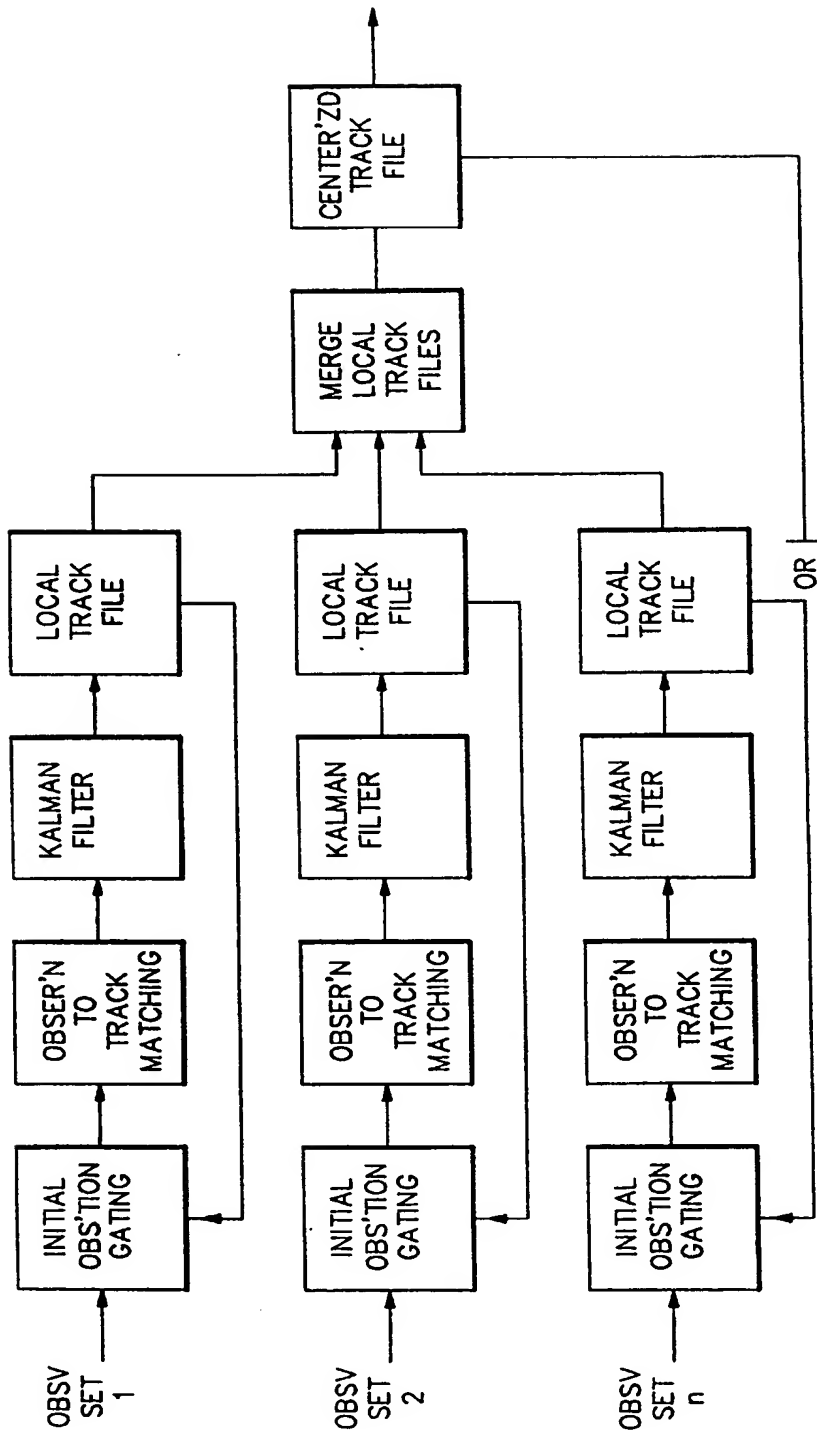 OBSV
SET
1
INITIAL
OBS'TION
GATING
OBSER'N
TO
TRACK
MATCHING
KALMAN
FILTER
LOCAL
TRACK
FILE
OBSV
SET
2
INITIAL
OBS'TION
GATING
OBSER'N
TO
TRACK
MATCHING
KALMAN
FILTER
LOCAL
TRACK
FILE
MERGE
LOCAL
TRACK
FILES
CENTER'ZD
TRACK
FILE
OBSV
SET
n
INITIAL
OBS'TION
GATING
OBSER'N
TO
TRACK
MATCHING
KALMAN
FILTER
LOCAL
TRACK
FILE
OR